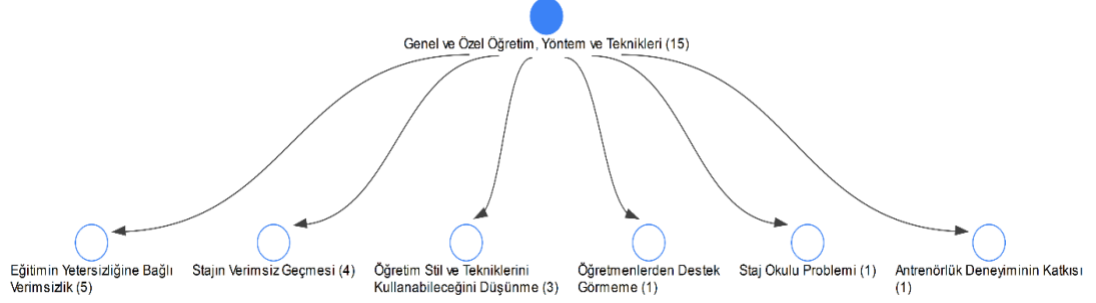 Genel ve Özel Öğretim, Yöntem ve Teknikleri (15)
Eğitimin Yetersizliğine Bağlı
Verimsizlik (5)
Stajın Verimsiz Geçmesi (4)
Öğretim Stil ve Tekniklerini
Kullanabileceğini Düşünme (3)
Öğretmenlerden Destek
Görmeme (1)
Staj Okulu Problemi (1)
Antrenörlük Deneyiminin Katkısı
(1)